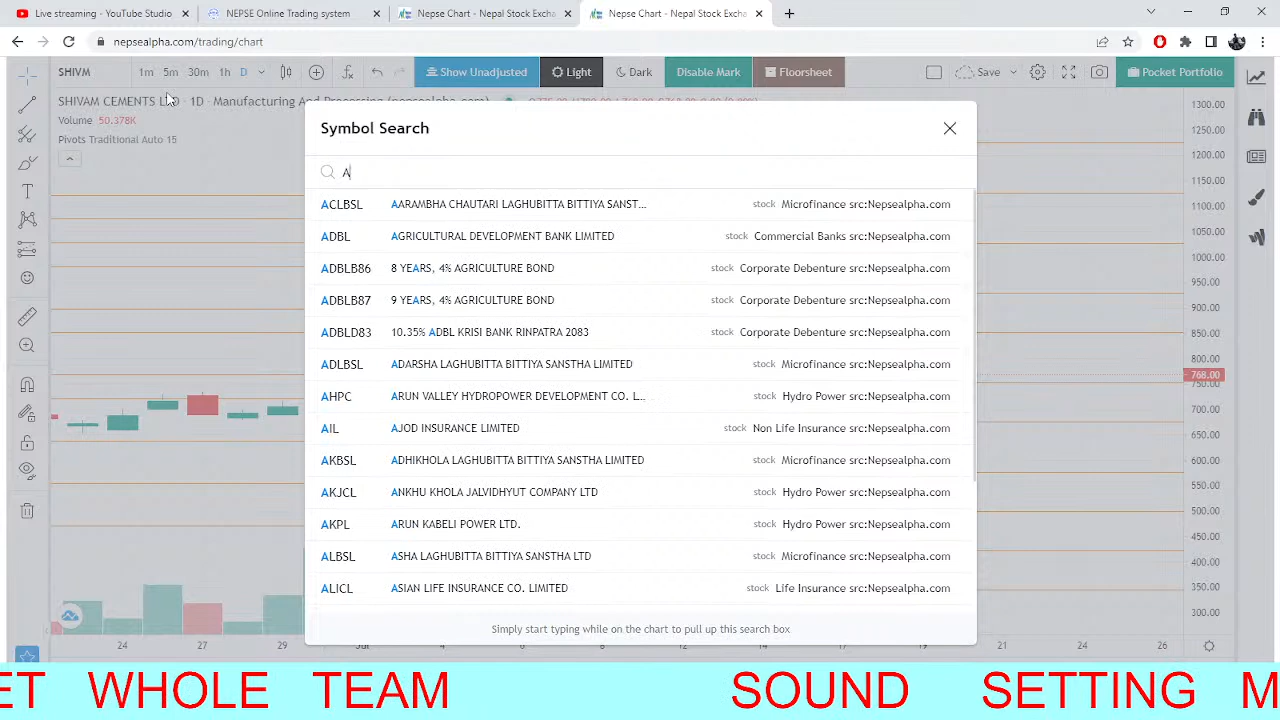 Live streaming - YouTube Studio
NEPSE Online Trading system
Nepse Chart - Nepal Stock Excha
Nepse Chart - Nepal Stock Excha
nepsealpha.com/trading/chart
SHIVM 1m 5m 30m 1h D Show Unadjusted Light Dark Disable Mark Floorsheet Save Pocket Portfolio
SHIVAM CEMENTS LTD · 1D · Manufacturing And Processing (nepsealpha.com)
Volume 50.378K
Pivots Traditional Auto 15
Symbol Search
A
ACLBSL AARAMBHA CHAUTARI LAGHUBITTA BITTIYA SANST... stock Microfinance src:Nepsealpha.com
ADBL AGRICULTURAL DEVELOPMENT BANK LIMITED stock Commercial Banks src:Nepsealpha.com
ADBLB86 8 YEARS, 4% AGRICULTURE BOND stock Corporate Debenture src:Nepsealpha.com
ADBLB87 9 YEARS, 4% AGRICULTURE BOND stock Corporate Debenture src:Nepsealpha.com
ADBLD83 10.35% ADBL KRISI BANK RINPATRA 2083 stock Corporate Debenture src:Nepsealpha.com
ADLBSL ADARSHA LAGHUBITTA BITTIYA SANSTHA LIMITED stock Microfinance src:Nepsealpha.com
AHPC ARUN VALLEY HYDROPOWER DEVELOPMENT CO. L... stock Hydro Power src:Nepsealpha.com
AIL AJOD INSURANCE LIMITED stock Non Life Insurance src:Nepsealpha.com
AKBSL ADHIKHOLA LAGHUBITTA BITTIYA SANSTHA LIMITED stock Microfinance src:Nepsealpha.com
AKJCL ANKHU KHOLA JALVIDHYUT COMPANY LTD stock Hydro Power src:Nepsealpha.com
AKPL ARUN KABELI POWER LTD. stock Hydro Power src:Nepsealpha.com
ALBSL ASHA LAGHUBITTA BITTIYA SANSTHA LTD stock Microfinance src:Nepsealpha.com
ALICL ASIAN LIFE INSURANCE CO. LIMITED stock Life Insurance src:Nepsealpha.com
Simply start typing while on the chart to pull up this search box
1300.00
1250.00
1200.00
1150.00
1100.00
1050.00
1000.00
950.00
900.00
850.00
800.00
768.00
750.00
700.00
650.00
600.00
550.00
500.00
450.00
400.00
350.00
300.00
24 27 Jul 6 8 12 14 18 21 24 26
ET WHOLE TEAM SOUND SETTING M